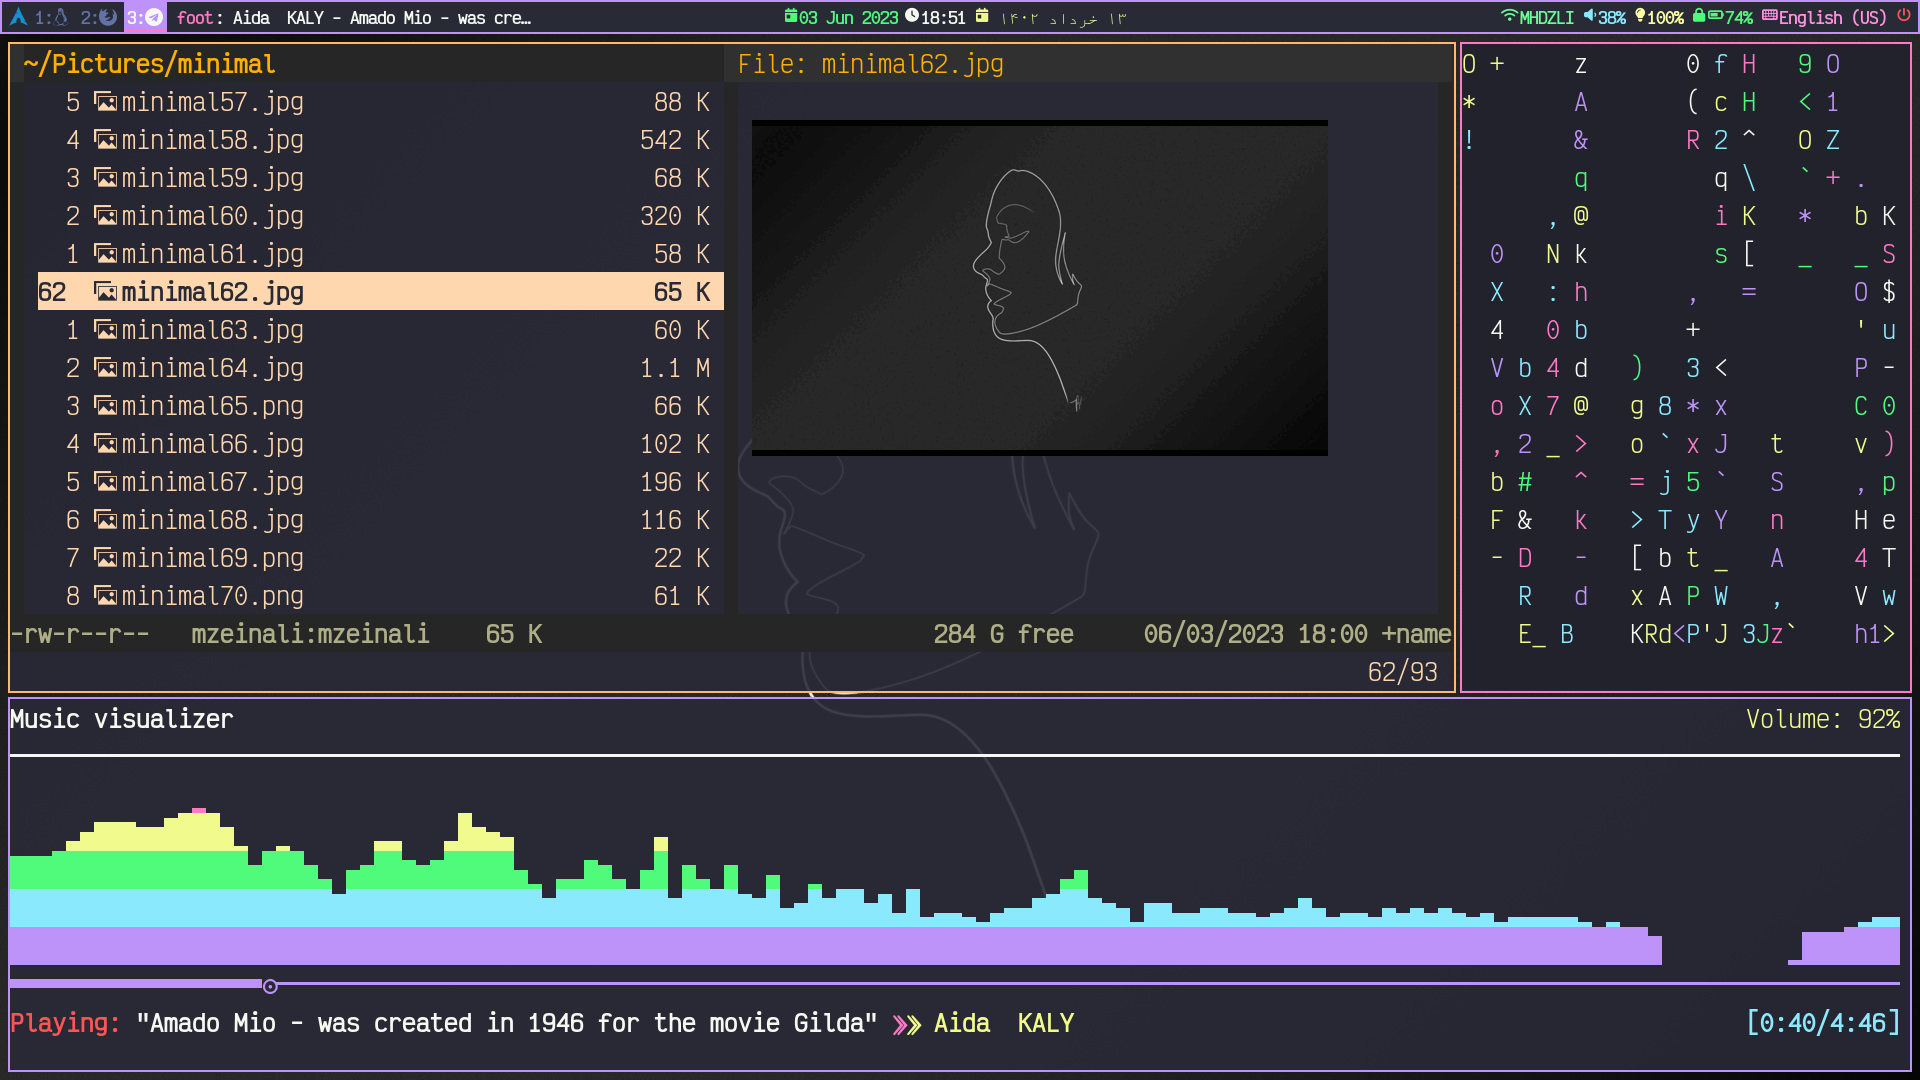 1: 2: 3: foot: Aida  KALY - Amado Mio - was cre… 03 Jun 2023 18:51 ۱۳ خرداد ۱۴۰۲ MHDZLI 38% 100% 74% English (US)
~/Pictures/minimal
5 minimal57.jpg 88 K
4 minimal58.jpg 542 K
3 minimal59.jpg 68 K
2 minimal60.jpg 320 K
1 minimal61.jpg 58 K
62 minimal62.jpg 65 K
1 minimal63.jpg 60 K
2 minimal64.jpg 1.1 M
3 minimal65.png 66 K
4 minimal66.jpg 102 K
5 minimal67.jpg 196 K
6 minimal68.jpg 116 K
7 minimal69.png 22 K
8 minimal70.png 61 K
File: minimal62.jpg
-rw-r--r-- mzeinali:mzeinali 65 K 284 G free 06/03/2023 18:00 +name
62/93
O + z 0 f H 9 O
* A ( c H < 1
! & R 2 ^ O Z
q q \ ` + .
, @ i K * b K
0 N k s [ _ _ S
X : h , = O $
4 0 b + ' u
V b 4 d ) 3 < P -
o X 7 @ g 8 * x C 0
, 2 _ > o ` x J t v )
b # ^ = j 5 ` S , p
F & k > T y Y n H e
- D - [ b t _ A 4 T
R d x A P W , V w
E _ B K R d < P ' J 3 J z ` h 1 >
Music visualizer Volume: 92%
Playing: "Amado Mio - was created in 1946 for the movie Gilda" Aida  KALY [0:40/4:46]